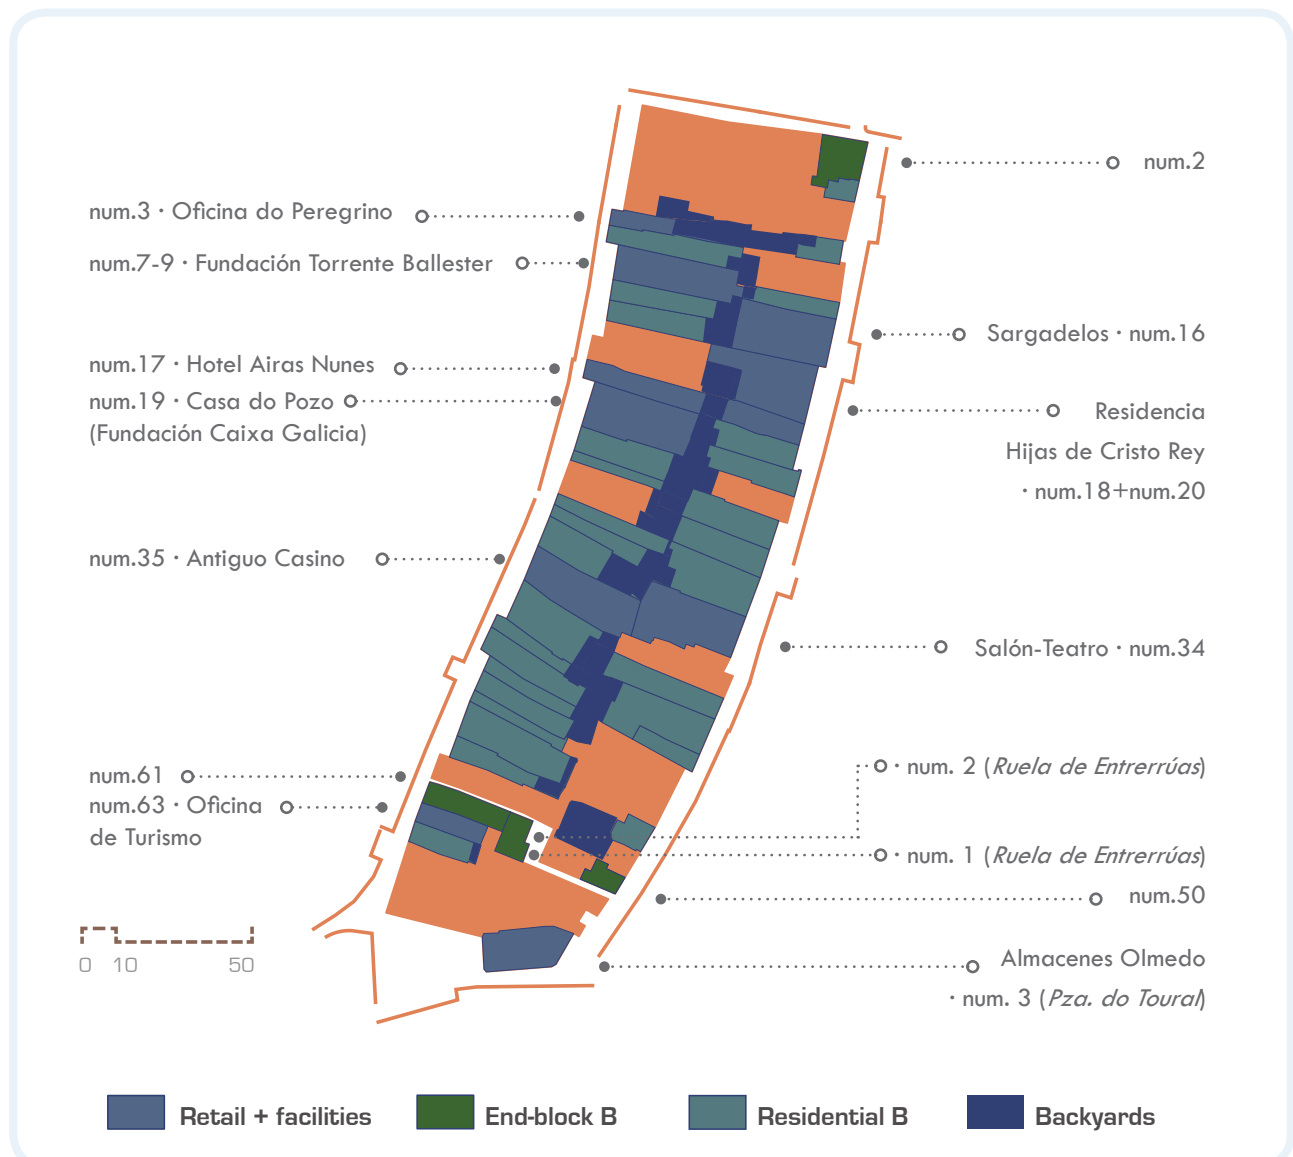 num.2
num.3 · Oficina do Peregrino
num.7-9 · Fundación Torrente Ballester
Sargadelos · num.16
num.17 · Hotel Airas Nunes
num.19 · Casa do Pozo
(Fundación Caixa Galicia)
Residencia
Hijas de Cristo Rey
· num.18+num.20
num.35 · Antiguo Casino
Salón-Teatro · num.34
num.61
num.63 · Oficina
de Turismo
· num. 2 (Ruela de Entrerrúas)
· num. 1 (Ruela de Entrerrúas)
num.50
Almacenes Olmedo
· num. 3 (Pza. do Toural)
0 10 50
Retail + facilities
End-block B
Residential B
Backyards